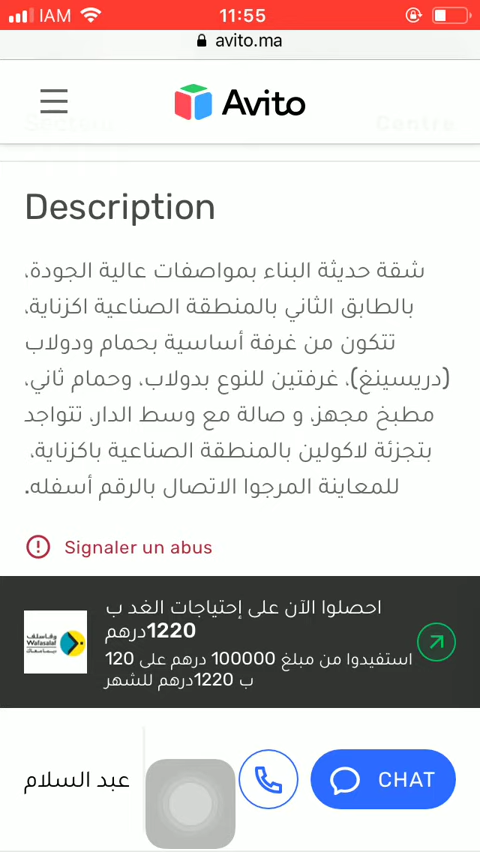 IAM
11:55
avito.ma
Avito
Secteur
Centre
Description
شقة حديثة البناء بمواصفات عالية الجودة،
بالطابق الثاني بالمنطقة الصناعية اكزناية،
تتكون من غرفة أساسية بحمام ودولاب
(دريسينغ)، غرفتين للنوع بدولاب، وحمام ثاني،
مطبخ مجهز، و صالة مع وسط الدار، تتواجد
بتجزئة لاكولين بالمنطقة الصناعية باكزناية،
للمعاينة المرجوا الاتصال بالرقم أسفله.
Signaler un abus
احصلوا الآن على إحتياجات الغد ب
1220درهم
وفاسلف
Wafasalaf
استفيدوا من مبلغ 100000 درهم على 120
ب 1220درهم للشهر
عبد السلام
CHAT